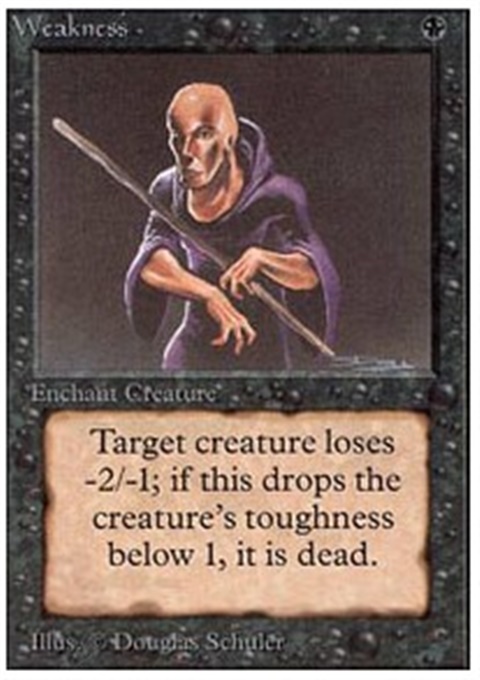 Weakness
Enchant Creature
Target creature loses
-2/-1; if this drops the
creature's toughness
below 1, it is dead.
Illus. © Douglas Schuler